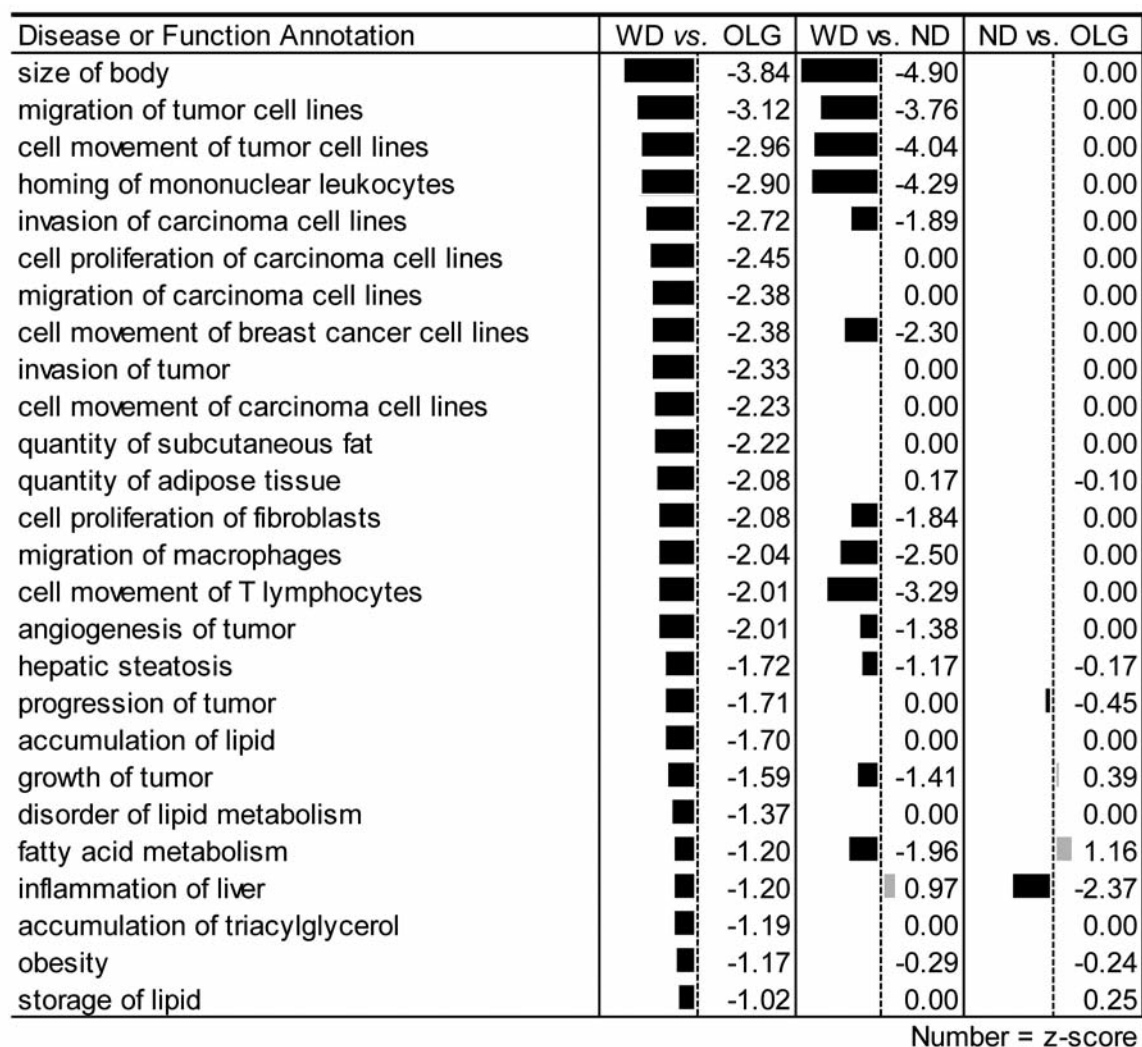 Disease or Function Annotation WD vs. OLG WD vs. ND ND vs. OLG
size of body -3.84 -4.90 0.00
migration of tumor cell lines -3.12 -3.76 0.00
cell movement of tumor cell lines -2.96 -4.04 0.00
homing of mononuclear leukocytes -2.90 -4.29 0.00
invasion of carcinoma cell lines -2.72 -1.89 0.00
cell proliferation of carcinoma cell lines -2.45 0.00 0.00
migration of carcinoma cell lines -2.38 0.00 0.00
cell movement of breast cancer cell lines -2.38 -2.30 0.00
invasion of tumor -2.33 0.00 0.00
cell movement of carcinoma cell lines -2.23 0.00 0.00
quantity of subcutaneous fat -2.22 0.00 0.00
quantity of adipose tissue -2.08 0.17 -0.10
cell proliferation of fibroblasts -2.08 -1.84 0.00
migration of macrophages -2.04 -2.50 0.00
cell movement of T lymphocytes -2.01 -3.29 0.00
angiogenesis of tumor -2.01 -1.38 0.00
hepatic steatosis -1.72 -1.17 -0.17
progression of tumor -1.71 0.00 -0.45
accumulation of lipid -1.70 0.00 0.00
growth of tumor -1.59 -1.41 0.39
disorder of lipid metabolism -1.37 0.00 0.00
fatty acid metabolism -1.20 -1.96 1.16
inflammation of liver -1.20 0.97 -2.37
accumulation of triacylglycerol -1.19 0.00 0.00
obesity -1.17 -0.29 -0.24
storage of lipid -1.02 0.00 0.25
Number = z-score